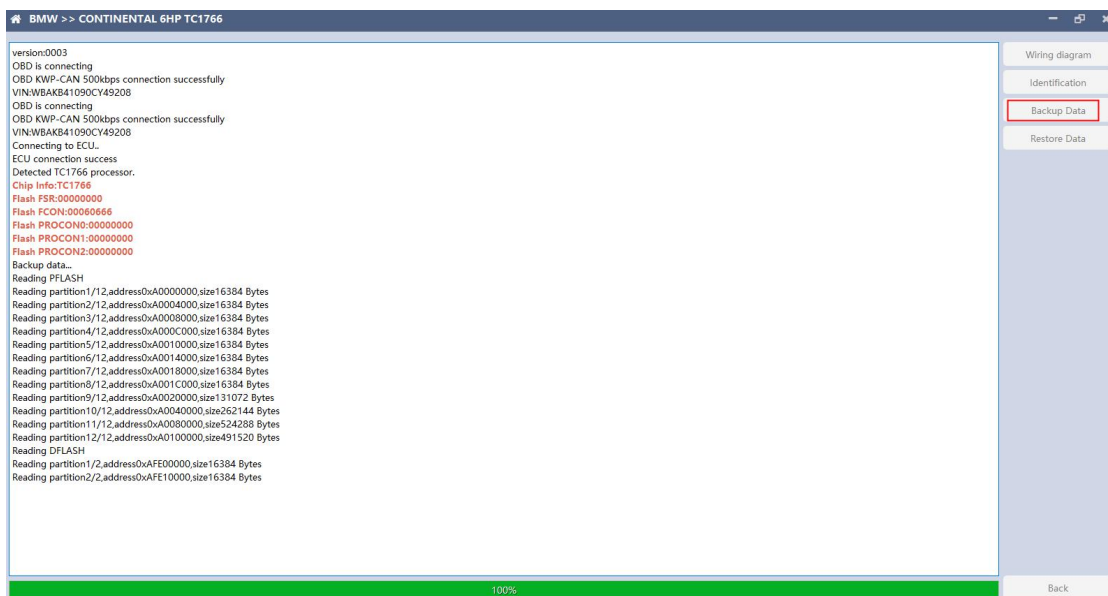 BMW >> CONTINENTAL 6HP TC1766
version:0003
OBD is connecting
OBD KWP-CAN 500kbps connection successfully
VIN:WBAKB41090CY49208
OBD is connecting
OBD KWP-CAN 500kbps connection successfully
VIN:WBAKB41090CY49208
Connecting to ECU..
ECU connection success
Detected TC1766 processor.
Chip Info:TC1766
Flash FSR:00000000
Flash FCON:00060666
Flash PROCON0:00000000
Flash PROCON1:00000000
Flash PROCON2:00000000
Backup data...
Reading PFLASH
Reading partition1/12,address0xA0000000,size16384 Bytes
Reading partition2/12,address0xA0004000,size16384 Bytes
Reading partition3/12,address0xA0008000,size16384 Bytes
Reading partition4/12,address0xA000C000,size16384 Bytes
Reading partition5/12,address0xA0010000,size16384 Bytes
Reading partition6/12,address0xA0014000,size16384 Bytes
Reading partition7/12,address0xA0018000,size16384 Bytes
Reading partition8/12,address0xA001C000,size16384 Bytes
Reading partition9/12,address0xA0020000,size131072 Bytes
Reading partition10/12,address0xA0040000,size262144 Bytes
Reading partition11/12,address0xA0080000,size524288 Bytes
Reading partition12/12,address0xA0100000,size491520 Bytes
Reading DFLASH
Reading partition1/2,address0xAFE00000,size16384 Bytes
Reading partition2/2,address0xAFE10000,size16384 Bytes
100%
Wiring diagram
Identification
Backup Data
Restore Data
Back